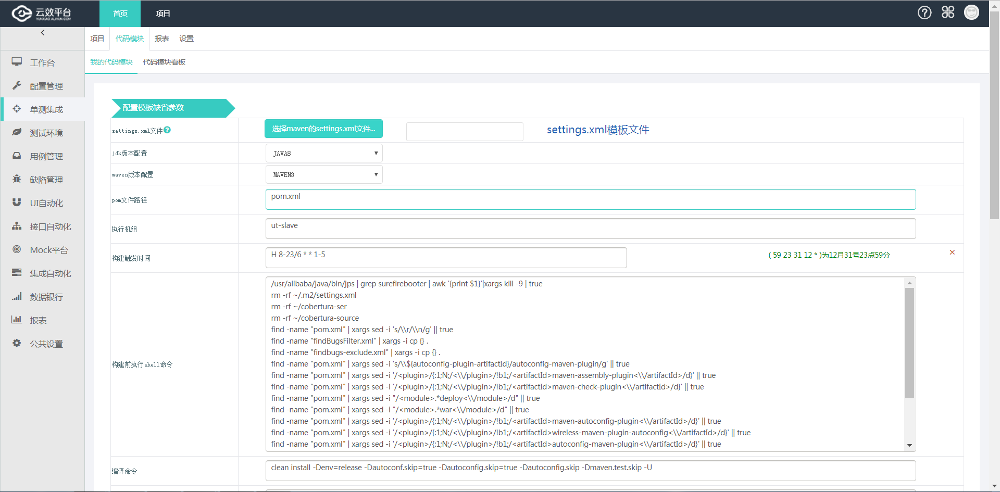 云效平台
YUNXIAO.ALIYUN.COM
首页
项目
项目
代码模块
报表
设置
我的代码模块
代码模块看板
工作台
配置管理
单测集成
测试环境
用例管理
缺陷管理
UI自动化
接口自动化
Mock平台
集成自动化
数据银行
报表
公共设置
配置模板缺省参数
settings.xml文件
选择maven的settings.xml文件...
settings.xml模板文件
jdk版本配置
JAVA8
maven版本配置
MAVEN3
pom文件路径
pom.xml
执行机组
ut-slave
构建触发时间
H 8-23/6 * * 1-5
( 59 23 31 12 * )为12月31号23点59分
构建前执行shell命令
/usr/alibaba/java/bin/jps | grep surefirebooter | awk '{print $1}'|xargs kill -9 | true
rm -rf ~/.m2/settings.xml
rm -rf ~/cobertura-ser
rm -rf ~/cobertura-source
find -name "pom.xml" | xargs sed -i 's/\\r/\\n/g' || true
find -name "findBugsFilter.xml" | xargs -i cp {} .
find -name "findbugs-exclude.xml" | xargs -i cp {} .
find -name "pom.xml" | xargs sed -i 's/\\${autoconfig-plugin-artifactId}/autoconfig-maven-plugin/g' || true
find -name "pom.xml" | xargs sed -i '/<plugin>/{:1;N;/<\\/plugin>/!b1;/<artifactId>maven-assembly-plugin<\\/artifactId>/d}' || true
find -name "pom.xml" | xargs sed -i '/<plugin>/{:1;N;/<\\/plugin>/!b1;/<artifactId>maven-check-plugin<\\/artifactId>/d}' || true
find -name "pom.xml" | xargs sed -i "/<module>.*deploy<\\/module>/d" || true
find -name "pom.xml" | xargs sed -i "/<module>.*war<\\/module>/d" || true
find -name "pom.xml" | xargs sed -i '/<plugin>/{:1;N;/<\\/plugin>/!b1;/<artifactId>maven-autoconfig-plugin<\\/artifactId>/d}' || true
find -name "pom.xml" | xargs sed -i '/<plugin>/{:1;N;/<\\/plugin>/!b1;/<artifactId>wireless-maven-plugin-autoconfig<\\/artifactId>/d}' || true
find -name "pom.xml" | xargs sed -i '/<plugin>/{:1;N;/<\\/plugin>/!b1;/<artifactId>autoconfig-maven-plugin<\\/artifactId>/d}' || true
编译命令
clean install -Denv=release -Dautoconf.skip=true -Dautoconfig.skip=true -Dautoconfig.skip -Dmaven.test.skip -U